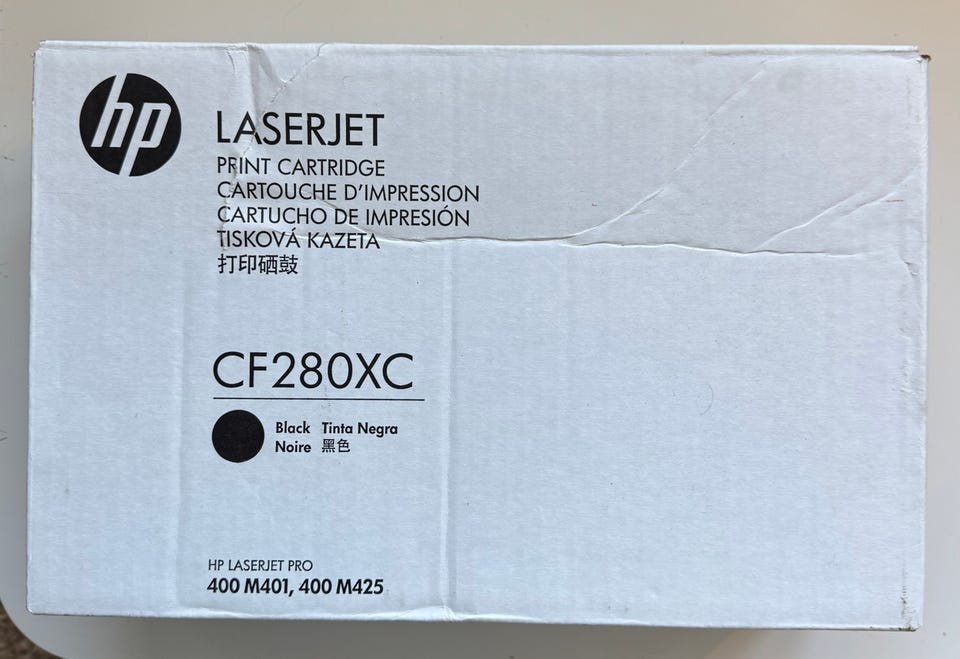 hp
LASERJET
PRINT CARTRIDGE
CARTOUCHE D'IMPRESSION
CARTUCHO DE IMPRESIÓN
TISKOVÁ KAZETA
打印硒鼓
CF280XC
Black Tinta Negra
Noire 黑色
HP LASERJET PRO
400 M401, 400 M425